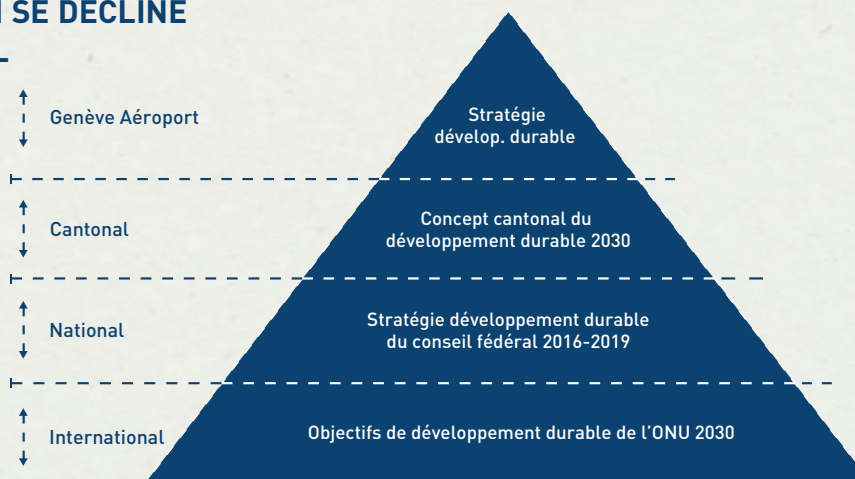 SE DÉCLINE
Genève Aéroport
Stratégie
dévelop. durable
Cantonal
Concept cantonal du
développement durable 2030
National
Stratégie développement durable
du conseil fédéral 2016-2019
International
Objectifs de développement durable de l’ONU 2030